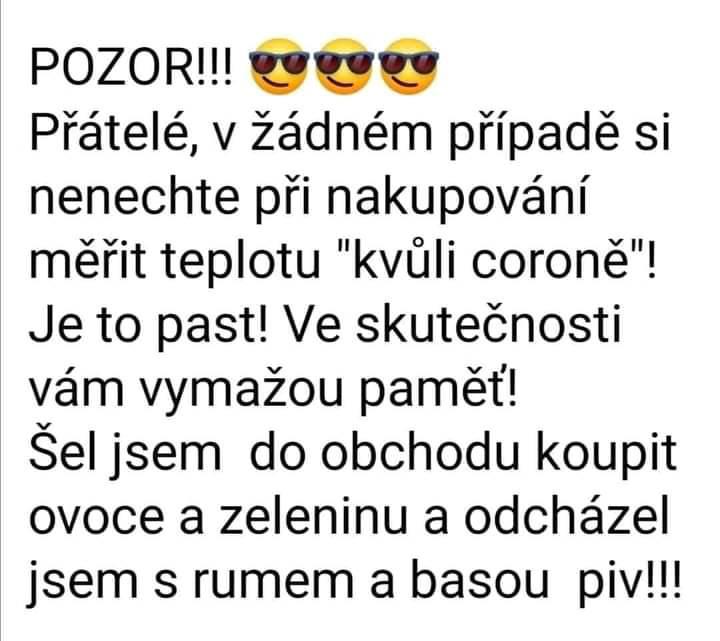 POZOR!!! 😎😎😎
Přátelé, v žádném případě si
nenechte při nakupování
měřit teplotu "kvůli coroně"!
Je to past! Ve skutečnosti
vám vymažou paměť!
Šel jsem  do obchodu koupit
ovoce a zeleninu a odcházel
jsem s rumem a basou  piv!!!